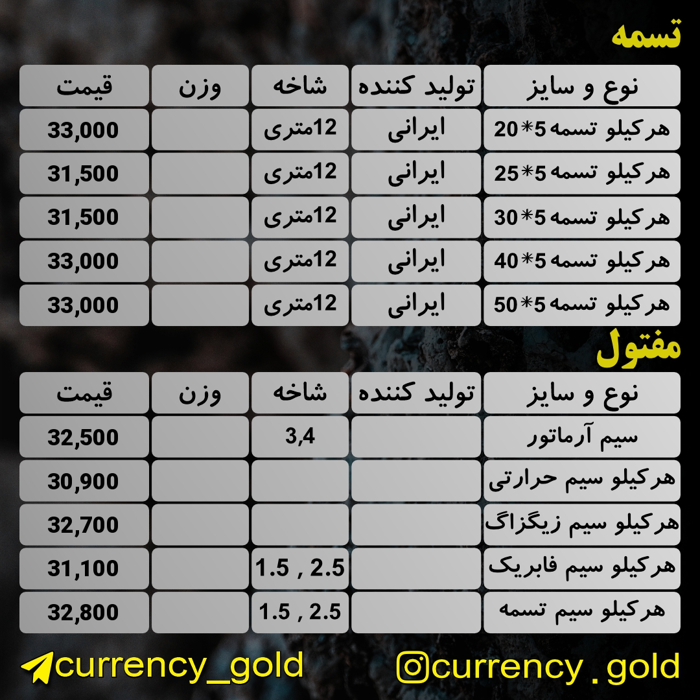 تسمه
نوع و سایز تولید کننده شاخه وزن قیمت
هرکیلو تسمه 5*20 ایرانی 12متری 33,000
هرکیلو تسمه 5*25 ایرانی 12متری 31,500
هرکیلو تسمه 5*30 ایرانی 12متری 31,500
هرکیلو تسمه 5*40 ایرانی 12متری 33,000
هرکیلو تسمه 5*50 ایرانی 12متری 33,000
مفتول
نوع و سایز تولید کننده شاخه وزن قیمت
سیم آرماتور 3,4 32,500
هرکیلو سیم حرارتی 30,900
هرکیلو سیم زیگزاگ 32,700
هرکیلو سیم فابریک 1.5 , 2.5 31,100
هرکیلو سیم تسمه 1.5 , 2.5 32,800
currency_gold currency.gold